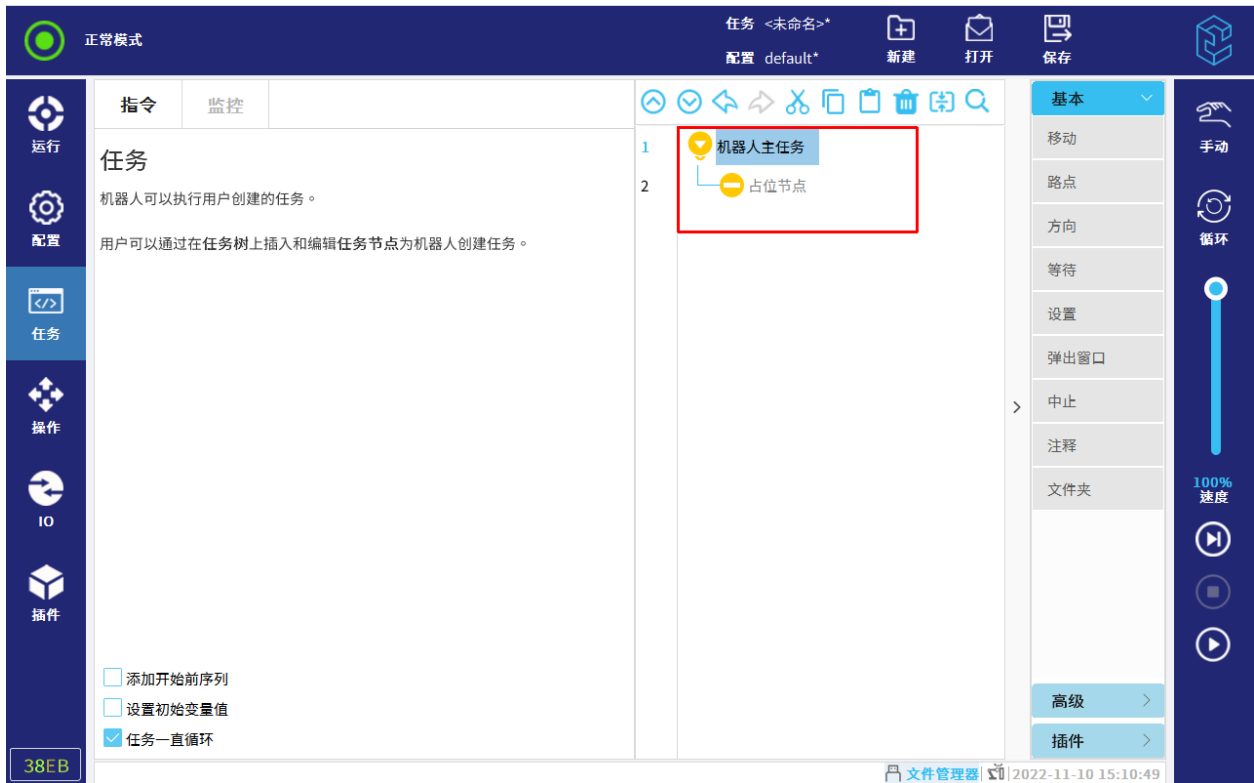 正常模式
任务 <未命名>*
配置 default*
新建
打开
保存
运行
配置
任务
操作
IO
插件
38EB
指令
监控
任务
机器人可以执行用户创建的任务。
用户可以通过在任务树上插入和编辑任务节点为机器人创建任务。
添加开始前序列
设置初始变量值
任务一直循环
1
机器人主任务
2
占位节点
基本
移动
路点
方向
等待
设置
弹出窗口
中止
注释
文件夹
高级
插件
手动
循环
100%
速度
文件管理器
2022-11-10 15:10:49